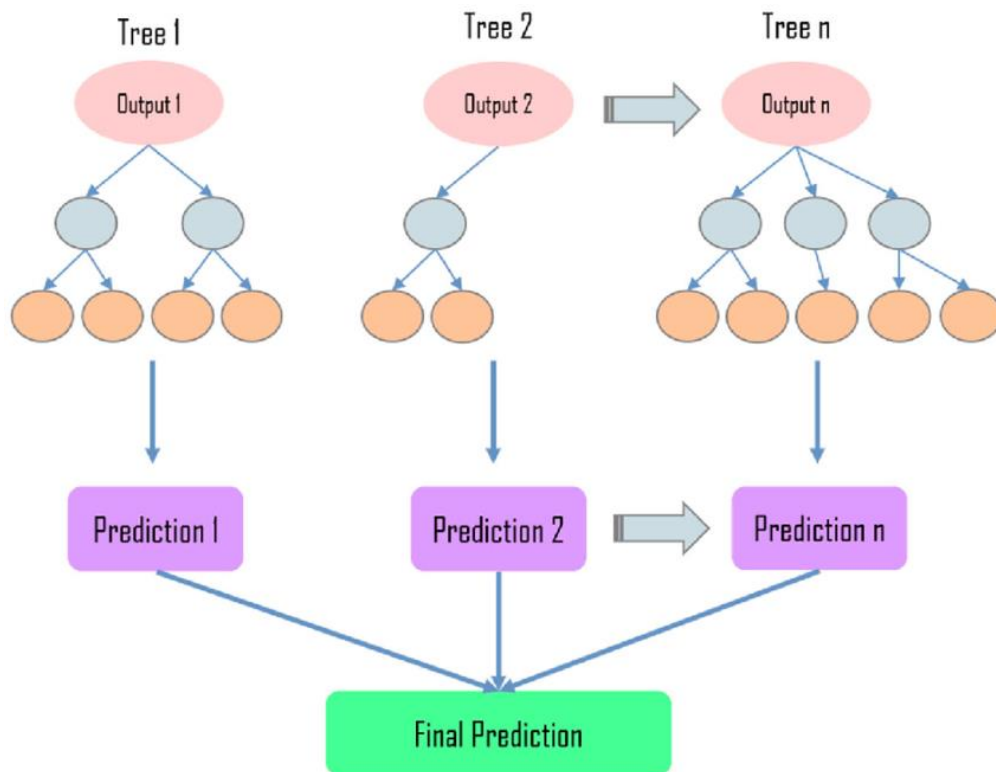 Tree 1
Tree 2
Tree n
Output 1
Output 2
Output n
Prediction 1
Prediction 2
Prediction n
Final Prediction